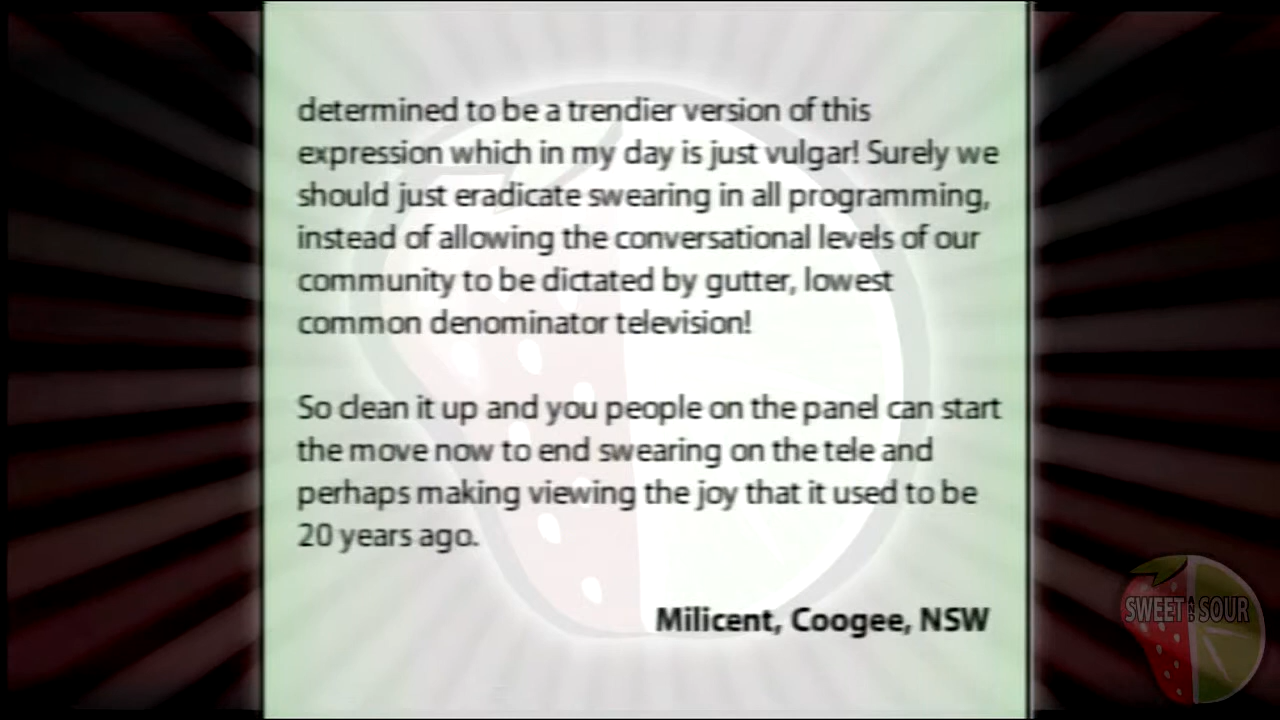 determined to be a trendier version of this
expression which in my day is just vulgar! Surely we
should just eradicate swearing in all programming,
instead of allowing the conversational levels of our
community to be dictated by gutter, lowest
common denominator television!
So clean it up and you people on the panel can start
the move now to end swearing on the tele and
perhaps making viewing the joy that it used to be
20 years ago.
Milicent, Coogee, NSW
SWEET SOUR